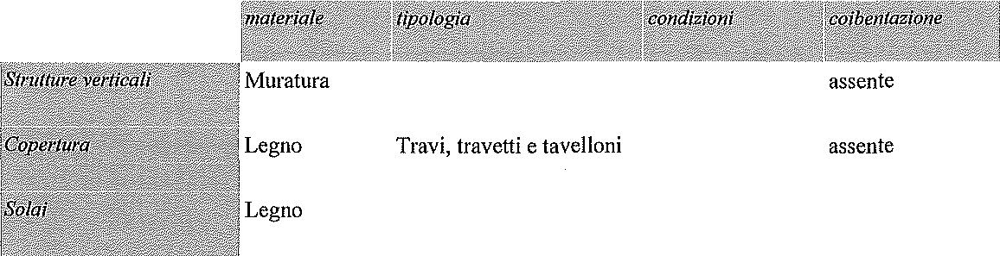 materiale tipologia condizioni coibentazione
Strutture verticali Muratura assente
Copertura Legno Travi, travetti e tavelloni assente
Solai Legno